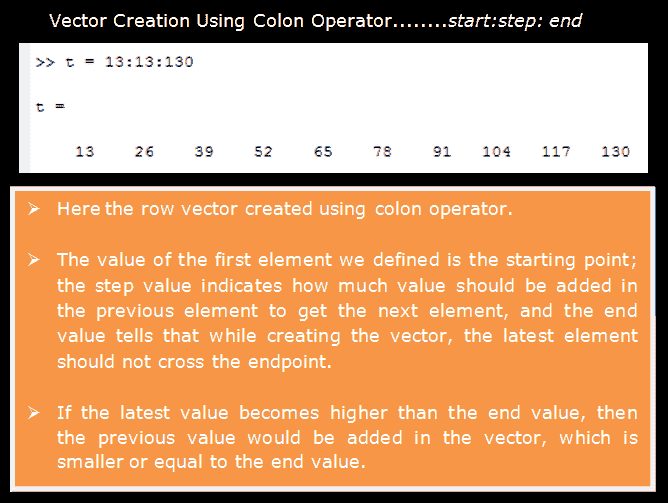 Vector Creation Using Colon Operator........start:step: end
>> t = 13:13:130
t =
13 26 39 52 65 78 91 104 117 130
➢ Here the row vector created using colon operator.
➢ The value of the first element we defined is the starting point;
the step value indicates how much value should be added in
the previous element to get the next element, and the end
value tells that while creating the vector, the latest element
should not cross the endpoint.
➢ If the latest value becomes higher than the end value, then
the previous value would be added in the vector, which is
smaller or equal to the end value.